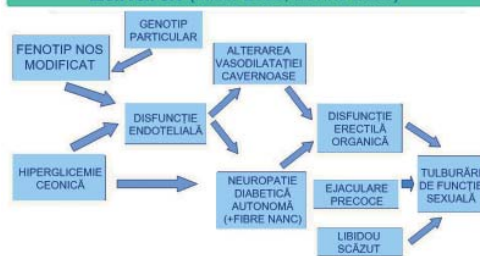 GENOTIP
PARTICULAR
FENOTIP NOS
MODIFICAT
ALTERAREA
VASODILATAȚIEI
CAVERNOASE
DISFUNCȚIE
ENDOTELIALĂ
DISFUNCȚIE
ERECTILĂ
ORGANICĂ
HIPERGLICEMIE
CEONICĂ
NEUROPATIE
DIABETICĂ
AUTONOMĂ
(+FIBRE NANC)
EJACULARE
PRECOCE
TULBURĂRI
DE FUNCȚIE
SEXUALĂ
LIBIDOU
SCĂZUT